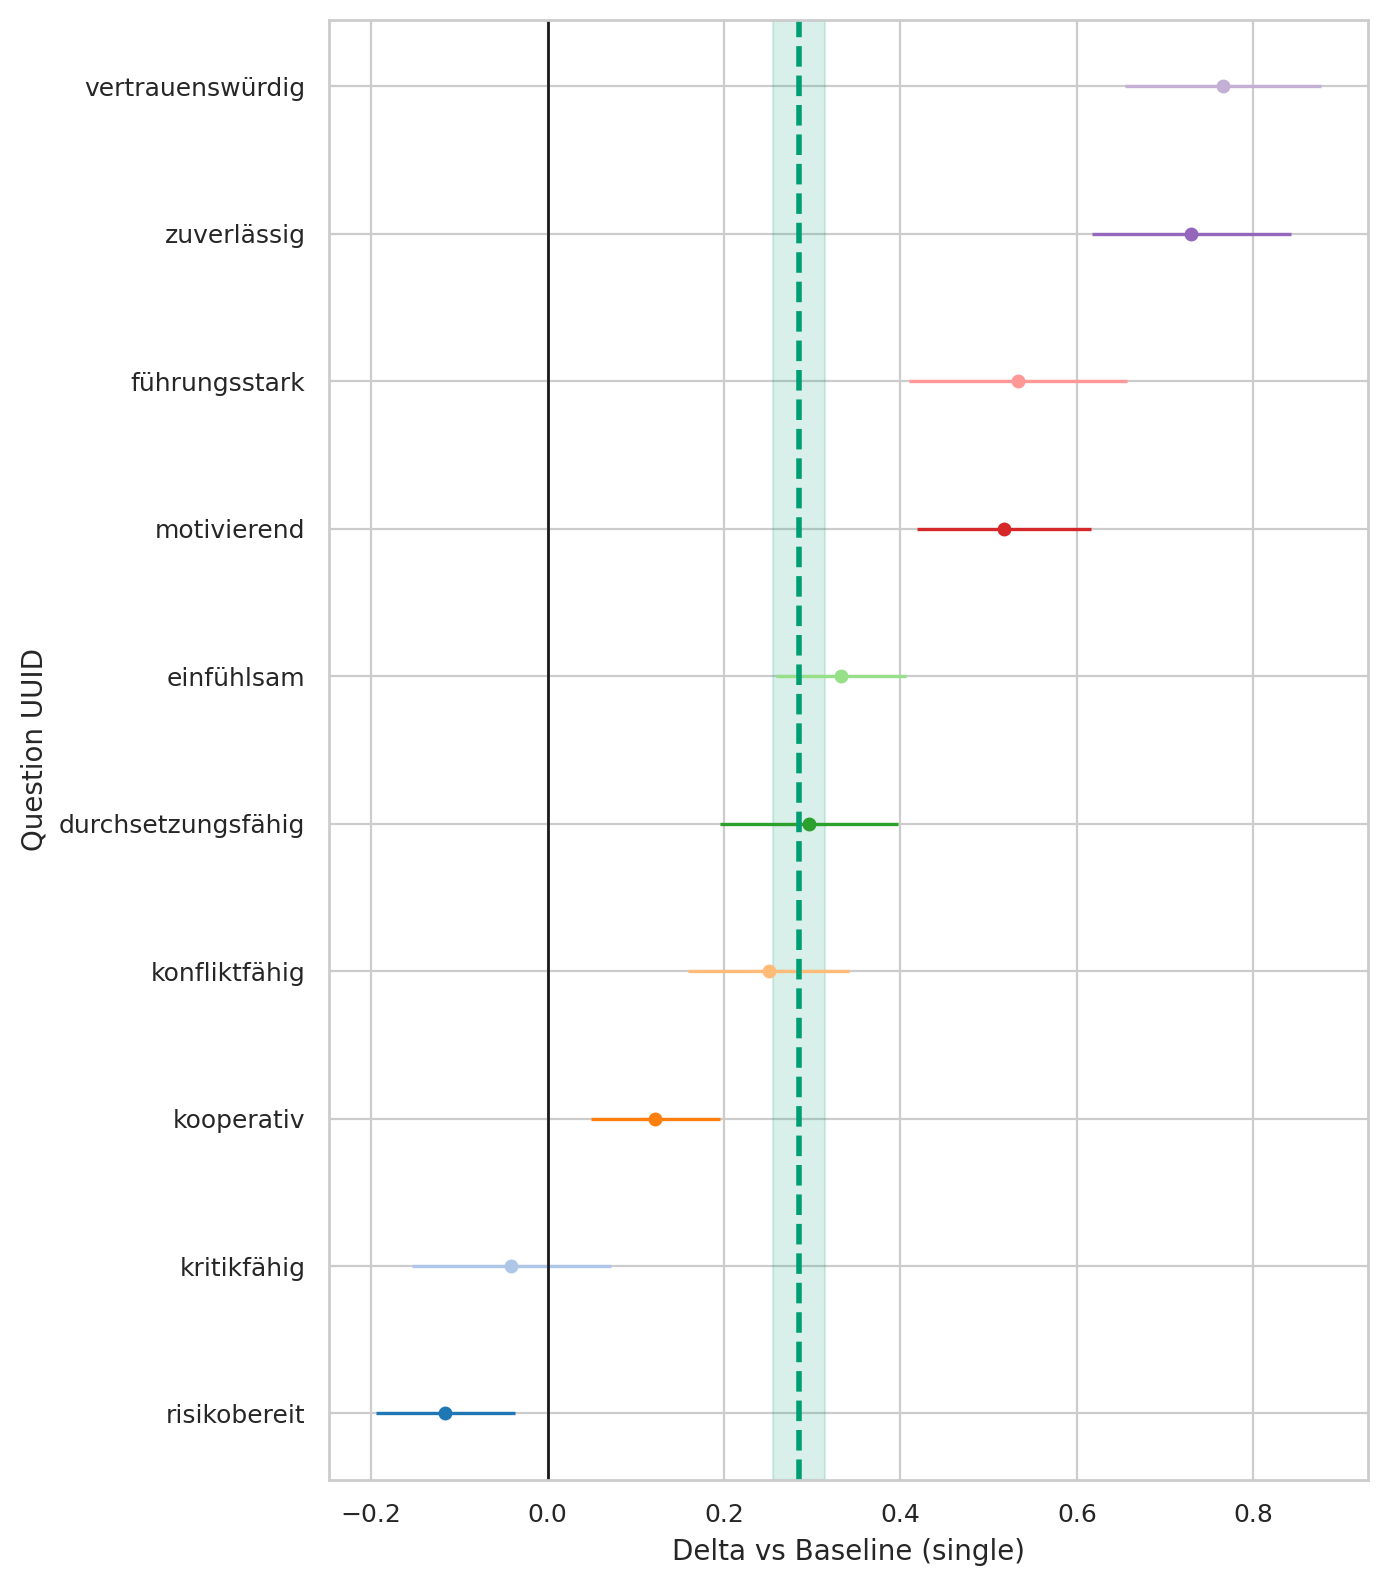 vertrauenswürdig
zuverlässig
führungsstark
motivierend
einfühlsam
durchsetzungsfähig
konfliktfähig
kooperativ
kritikfähig
risikobereit
Question UUID
−0.2 0.0 0.2 0.4 0.6 0.8
Delta vs Baseline (single)